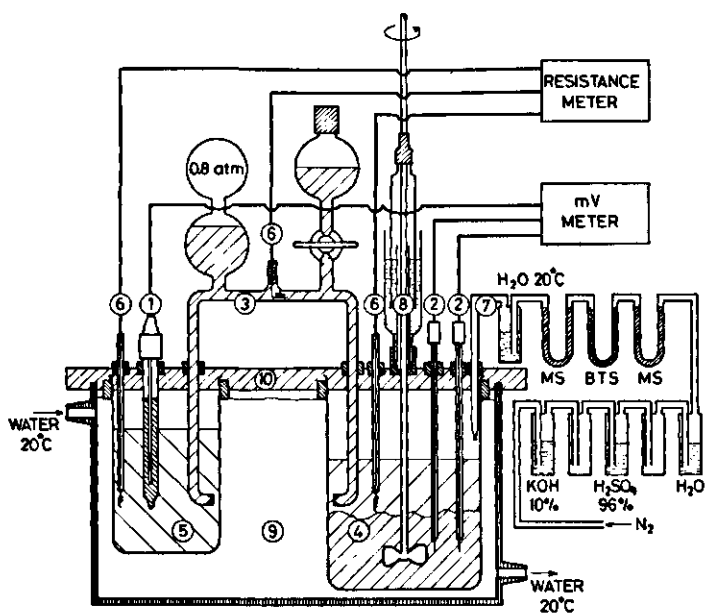 RESISTANCE
METER
0.8 atm
mV
METER
6
6
1
3
6
8
2
2
7
H₂O 20°C
MS
BTS
MS
10
WATER
20°C
KOH
10%
H₂SO₄
96%
H₂O
N₂
5
9
4
WATER
20°C